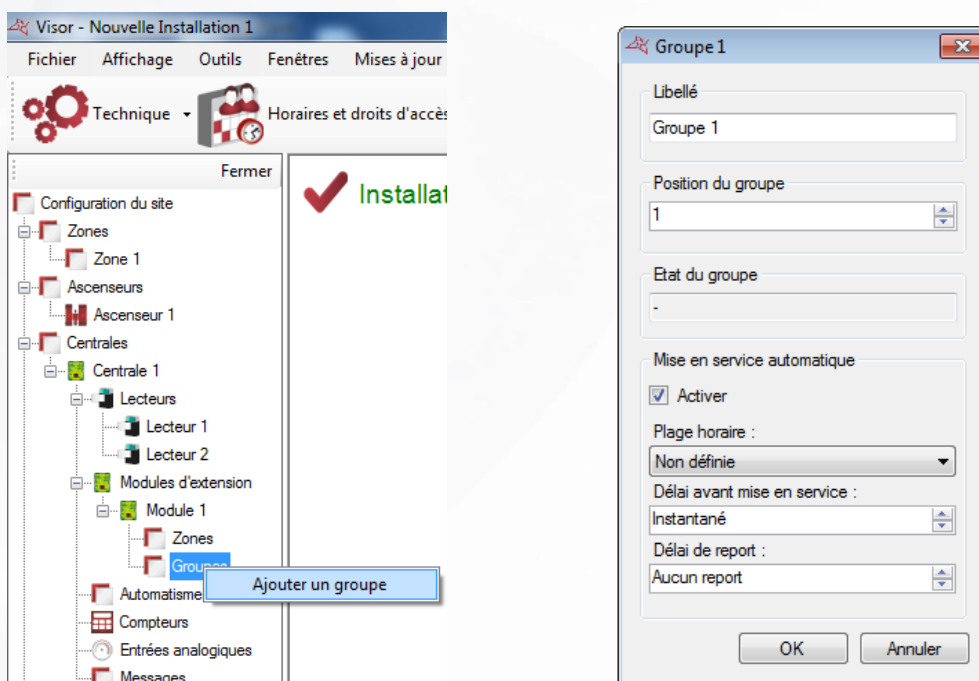 Visor - Nouvelle Installation 1
Fichier Affichage Outils Fenêtres Mises à jour
Technique Horaires et droits d'accès
Fermer
Installat
Configuration du site
Zones
Zone 1
Ascenseurs
Ascenseur 1
Centrales
Centrale 1
Lecteurs
Lecteur 1
Lecteur 2
Modules d'extension
Module 1
Zones
Groupes
Ajouter un groupe
Automatisme
Compteurs
Entrées analogiques
Messages
Groupe 1
Libellé
Groupe 1
Position du groupe
1
Etat du groupe
-
Mise en service automatique
Activer
Plage horaire :
Non définie
Délai avant mise en service :
Instantané
Délai de report :
Aucun report
OK Annuler